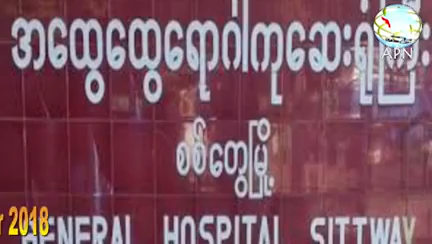 APN
အထွေထွေရောဂါကုဆေးရုံကြီး
စစ်တွေမြို့
2018
GENERAL HOSPITAL SITTWAY